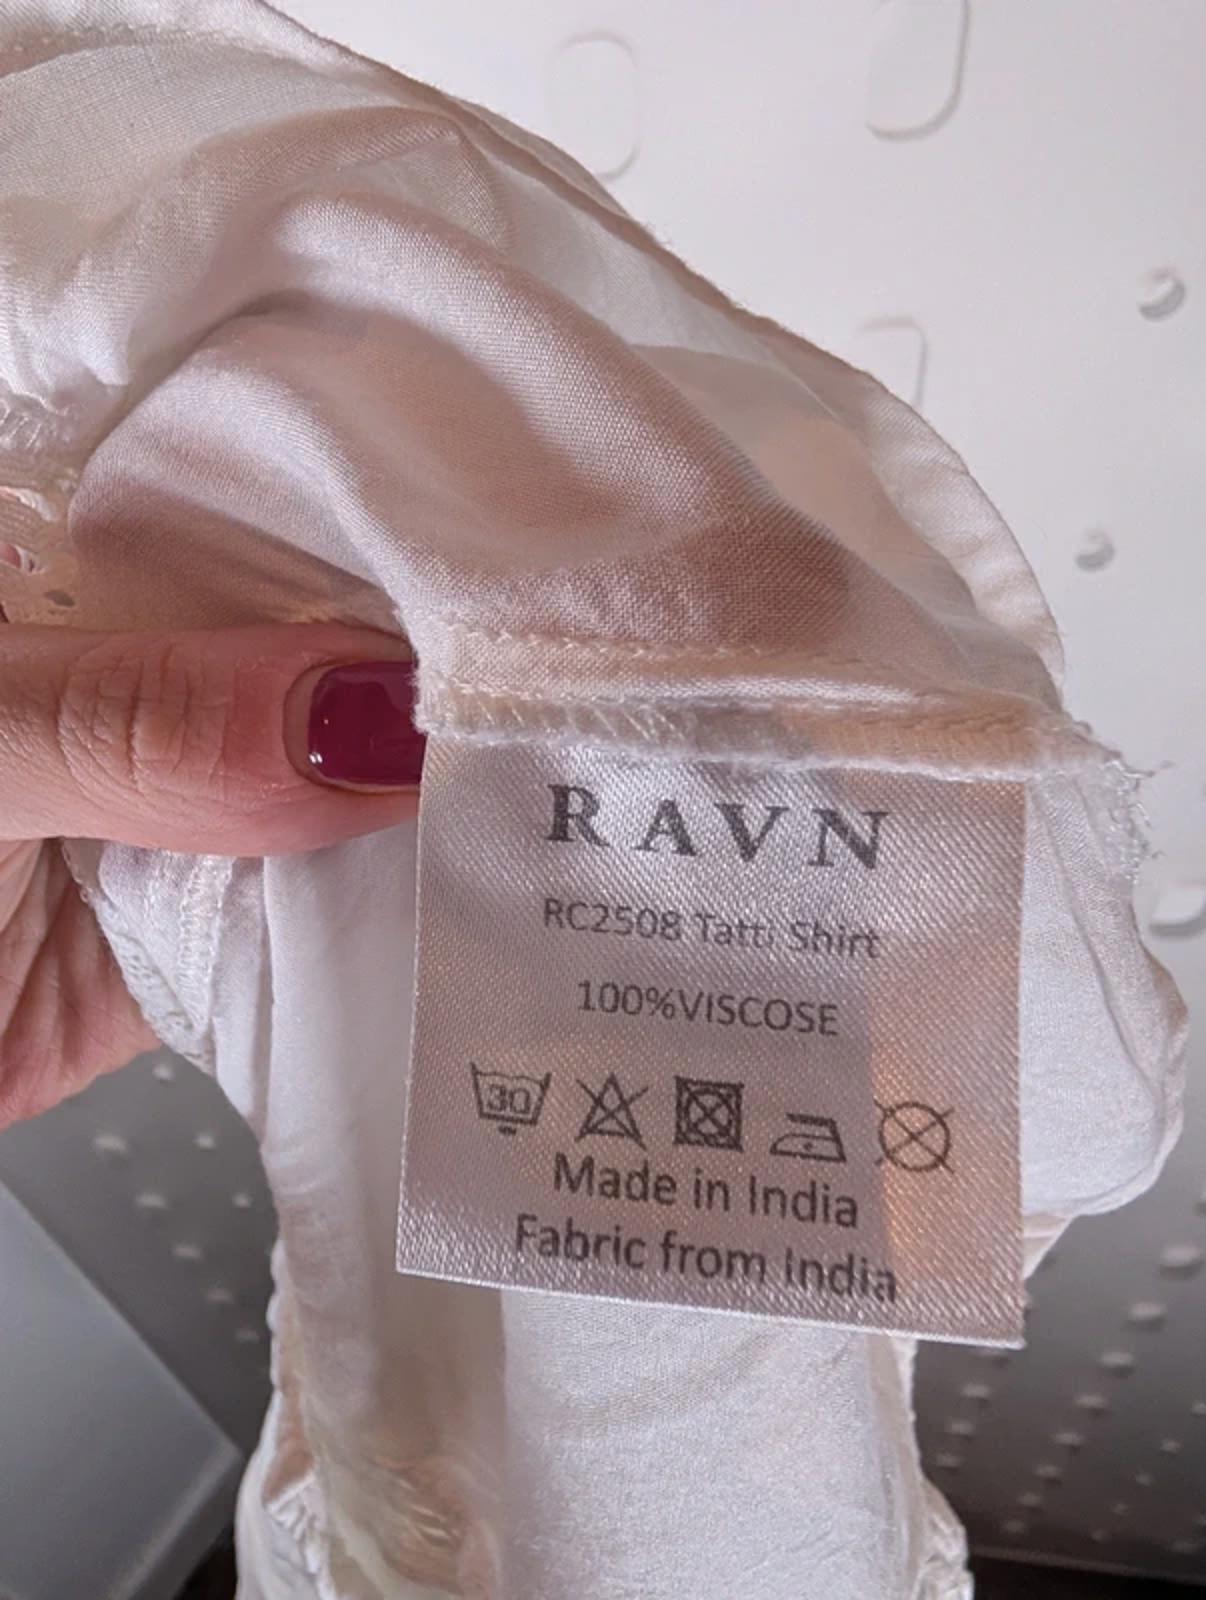 RAVN
RC2508 Tatti Shirt
100%VISCOSE
30
Made in India
Fabric from India